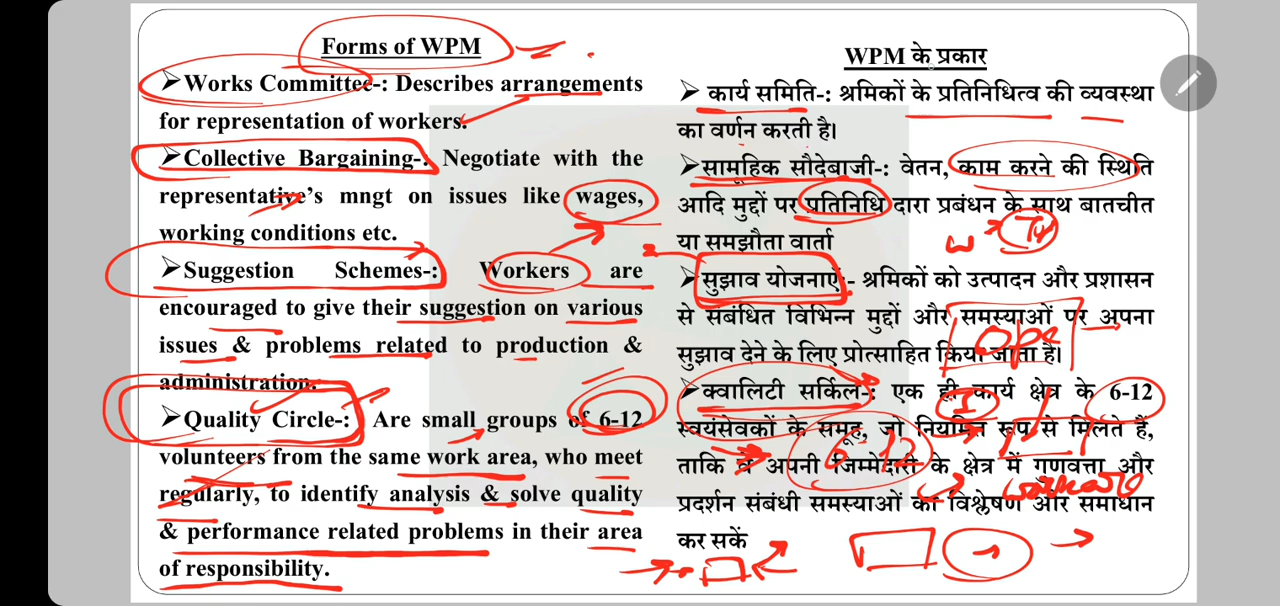 Forms of WPM
➤Works Committee-: Describes arrangements
for representation of workers.
➤Collective Bargaining-: Negotiate with the
representative's mngt on issues like wages,
working conditions etc.
➤Suggestion Schemes-: Workers are
encouraged to give their suggestion on various
issues & problems related to production &
administration.
➤Quality Circle-: Are small groups of 6-12
volunteers from the same work area, who meet
regularly, to identify analysis & solve quality
& performance related problems in their area
of responsibility.
WPM के प्रकार
➤ कार्य समिति-: श्रमिकों के प्रतिनिधित्व की व्यवस्था
का वर्णन करती है।
➤सामुहिक सौदेबाजी-: वेतन, काम करने की स्थिति
आदि मुद्दों पर प्रतिनिधि दारा प्रबंधन के साथ बातचीत
या समझौता वार्ता
➤सुझाव योजनाऐं- श्रमिकों को उत्पादन और प्रशासन
से संबंधित विभिन्न मुद्दों और समस्याओं पर अपना
सुझाव देने के लिए प्रोत्साहित किया जाता है।
➤क्वालिटी सर्किल-: एक ही कार्य क्षेत्र के 6-12
स्वयंसेवकों के समूह, जो नियमित रूप से मिलते हैं,
ताकि वे अपनी जिम्मेदारी के क्षेत्र में गुणवत्ता और
प्रदर्शन संबंधी समस्याओं का विश्लेषण और समाधान
कर सकें
6-12